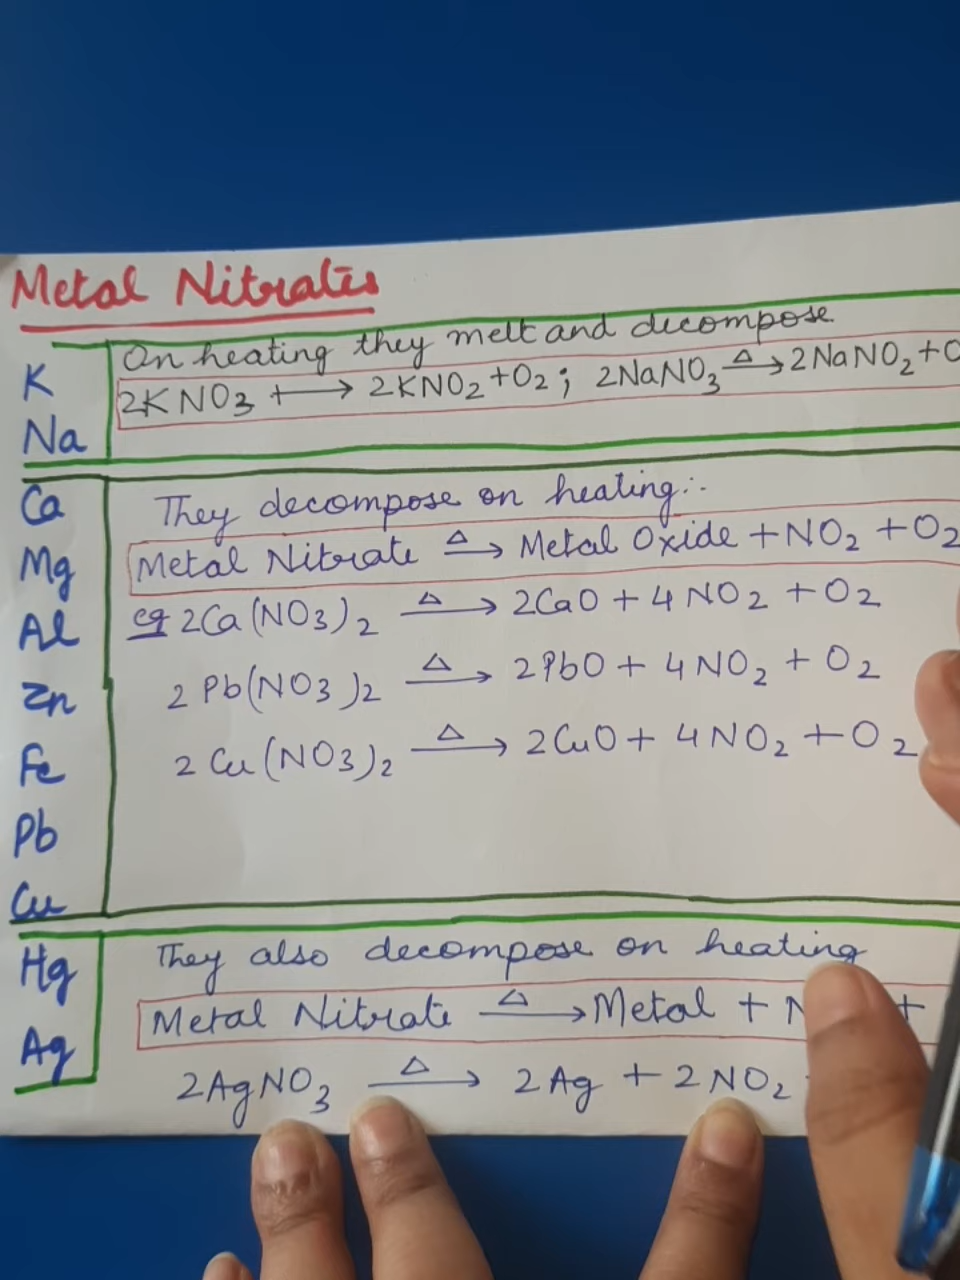 Metal Nitrates
K
Na
On heating they melt and decompose
2KNO3 ⟶ 2KNO2 + O2 ; 2NaNO3 Δ⟶ 2NaNO2 + O
Ca
Mg
Al
Zn
Fe
Pb
Cu
They decompose on heating:-
Metal Nitrate Δ⟶ Metal Oxide + NO2 + O2
eg 2Ca(NO3)2 Δ⟶ 2CaO + 4NO2 + O2
2Pb(NO3)2 Δ⟶ 2PbO + 4NO2 + O2
2Cu(NO3)2 Δ⟶ 2CuO + 4NO2 + O2
Hg
Ag
They also decompose on heating
Metal Nitrate Δ⟶ Metal + N +
2AgNO3 Δ⟶ 2Ag + 2NO2